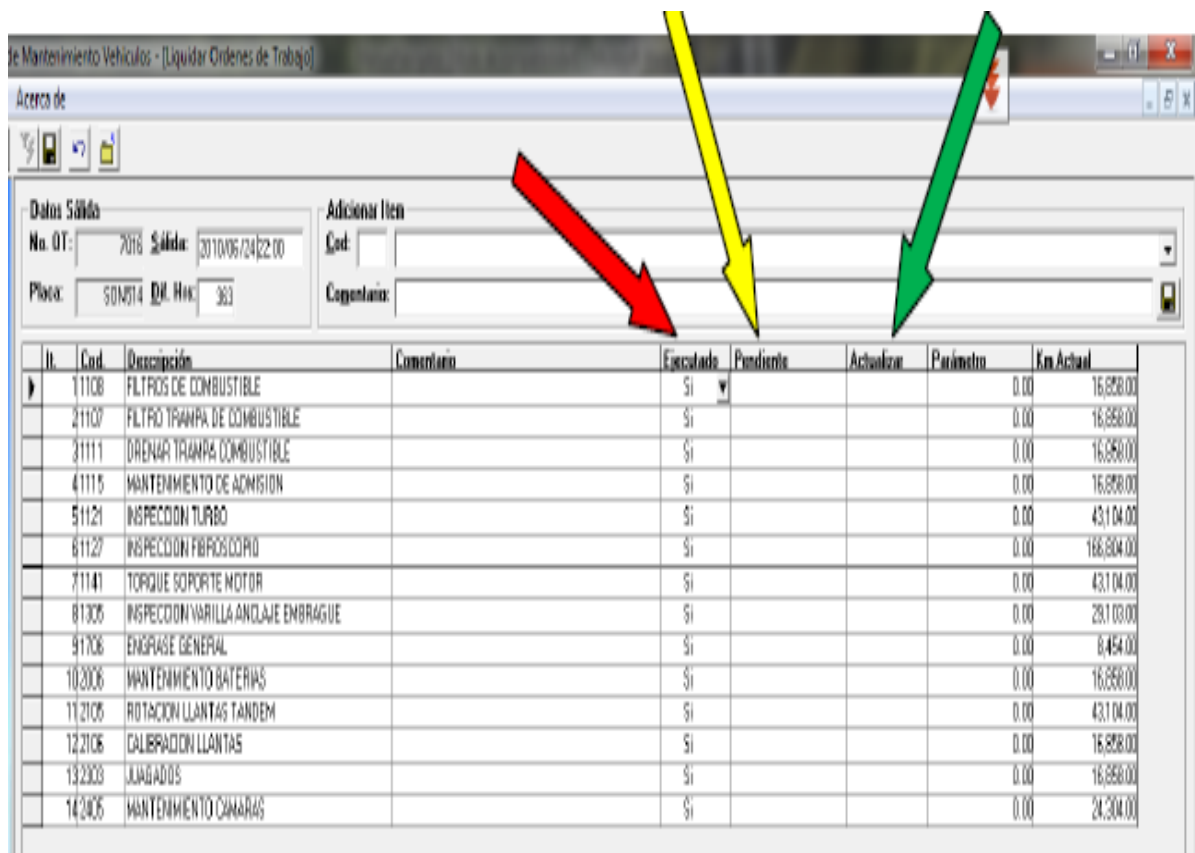 de Mantenimiento Vehiculos - [Liquidar Ordenes de Trabajo]
Acerca de
Datos Sálida Adicionar Iten
No. OT: 7016 Sálida: 2010/06/24 22:00 Cod:
Placa: Dif. Hrs: 363 Comentario:
It. Cod. Descripción Comentario Ejecutado Pendiente Actualizar Parámetro Km Actual
1 1108 FILTROS DE COMBUSTIBLE Si 0.00 16,858.00
2 1107 FILTRO TRAMPA DE COMBUSTIBLE Si 0.00 16,858.00
3 1111 DRENAR TRAMPA COMBUSTIBLE Si 0.00 16,858.00
4 1115 MANTENIMIENTO DE ADMISION Si 0.00 16,858.00
5 1121 INSPECCION TURBO Si 0.00 43,104.00
6 1127 INSPECCION FIBROSCOPIO Si 0.00 166,804.00
7 1141 TORQUE SOPORTE MOTOR Si 0.00 43,104.00
8 1305 INSPECCION VARILLA ANCLAJE EMBRAGUE Si 0.00 29,103.00
9 1706 ENGRASE GENERAL Si 0.00 8,454.00
10 2006 MANTENIMIENTO BATERIAS Si 0.00 16,858.00
11 2105 ROTACION LLANTAS TANDEM Si 0.00 43,104.00
12 2106 CALIBRACION LLANTAS Si 0.00 16,858.00
13 2303 JUAGADOS Si 0.00 16,858.00
14 2405 MANTENIMIENTO CAMARAS Si 0.00 24,304.00